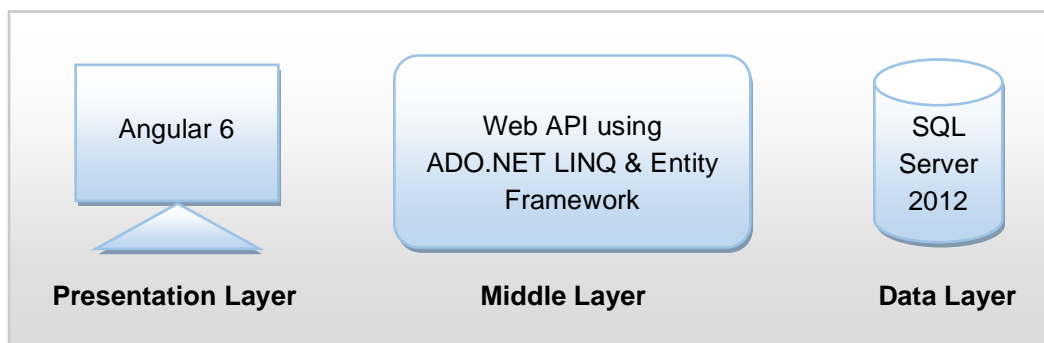 Angular 6
Web API using
ADO.NET LINQ & Entity
Framework
SQL
Server
2012
Presentation Layer
Middle Layer
Data Layer